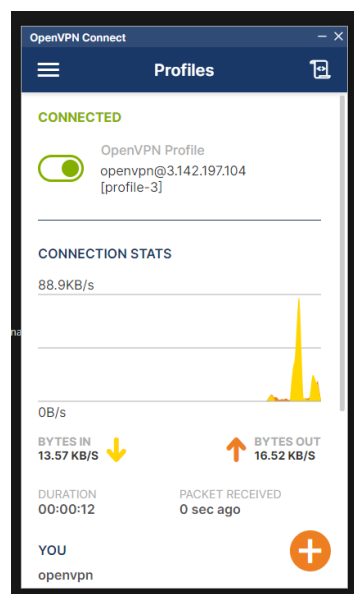 OpenVPN Connect
Profiles
CONNECTED
OpenVPN Profile
openvpn@3.142.197.104
[profile-3]
CONNECTION STATS
88.9KB/s
0B/s
BYTES IN
13.57 KB/S
BYTES OUT
16.52 KB/S
DURATION
00:00:12
PACKET RECEIVED
0 sec ago
YOU
openvpn